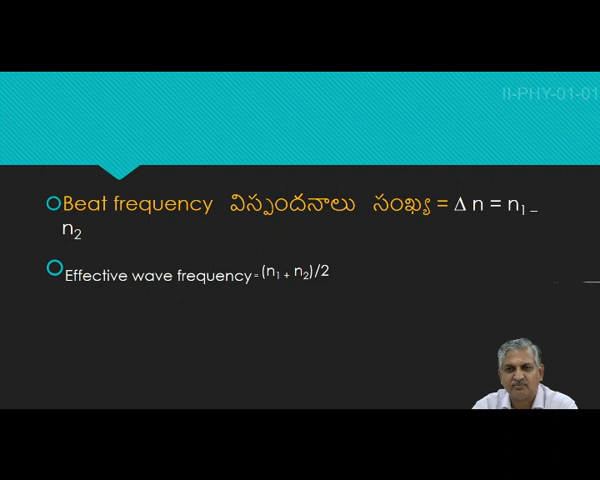 II-PHY-01-01
Beat frequency విస్పందనాలు సంఖ్య = Δ n = n₁ –
n₂
Effective wave frequency = (n₁ + n₂)/2